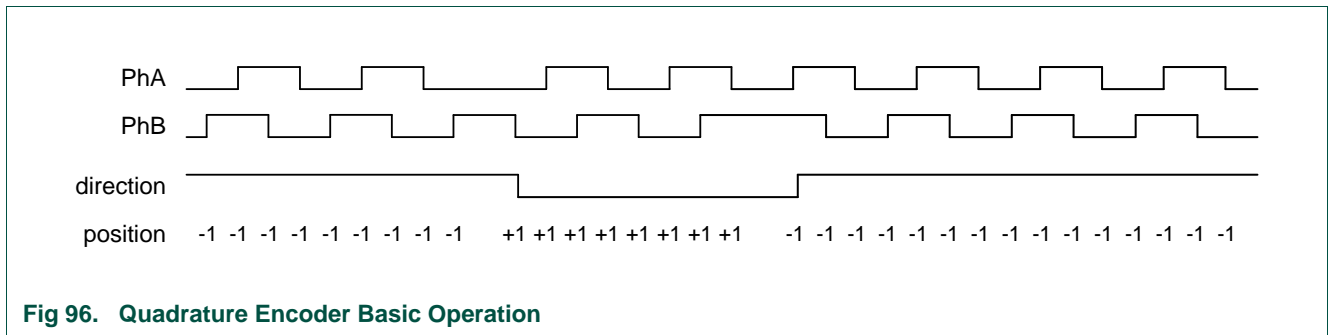 PhA
PhB
direction
position -1 -1 -1 -1 -1 -1 -1 -1 -1 +1 +1 +1 +1 +1 +1 +1 +1 -1 -1 -1 -1 -1 -1 -1 -1 -1 -1 -1 -1 -1 -1 -1
Fig 96. Quadrature Encoder Basic Operation